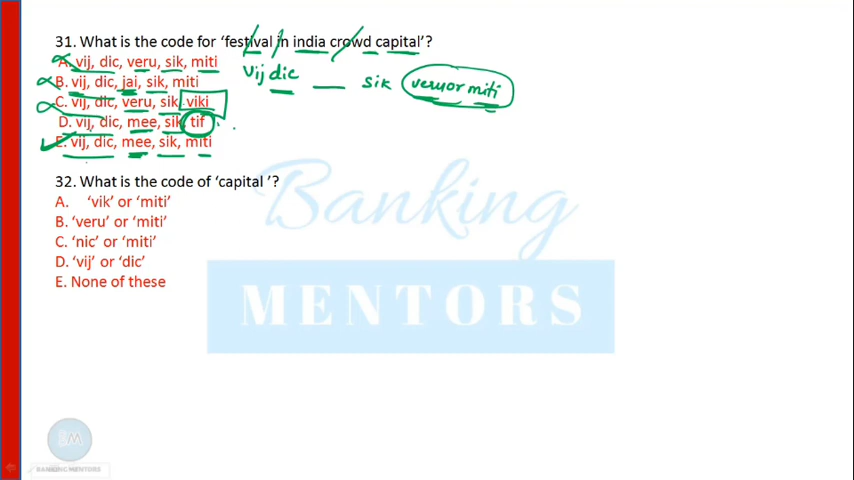 31. What is the code for ‘festival in india crowd capital’?
A. vij, dic, veru, sik, miti
B. vij, dic, jai, sik, miti
C. vij, dic, veru, sik, viki
D. vij, dic, mee, sik, tif
E. vij, dic, mee, sik, miti
vij dic sik veru or miti
32. What is the code of ‘capital ’?
A. ‘vik’ or ‘miti’
B. ‘veru’ or ‘miti’
C. ‘nic’ or ‘miti’
D. ‘vij’ or ‘dic’
E. None of these
Banking
MENTORS
BM
BANKING MENTORS